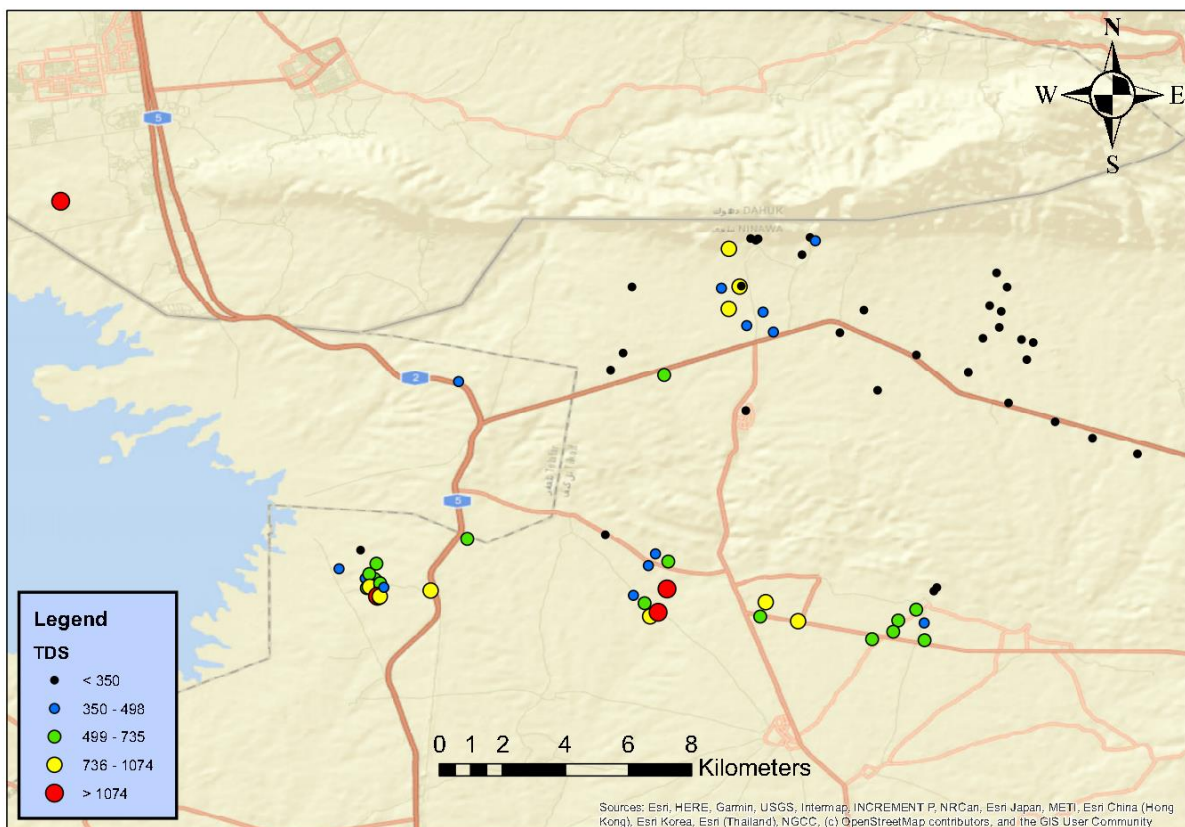 N
W E
S
5
دهوك DAHUK
NINAWA
2
5
Legend
TDS
< 350
350 - 498
499 - 735
736 - 1074
> 1074
0 1 2 4 6 8
Kilometers
Sources: Esri, HERE, Garmin, USGS, Intermap, INCREMENT P, NRCan, Esri Japan, METI, Esri China (Hong
Kong), Esri Korea, Esri (Thailand), NGCC, (c) OpenStreetMap contributors, and the GIS User Community